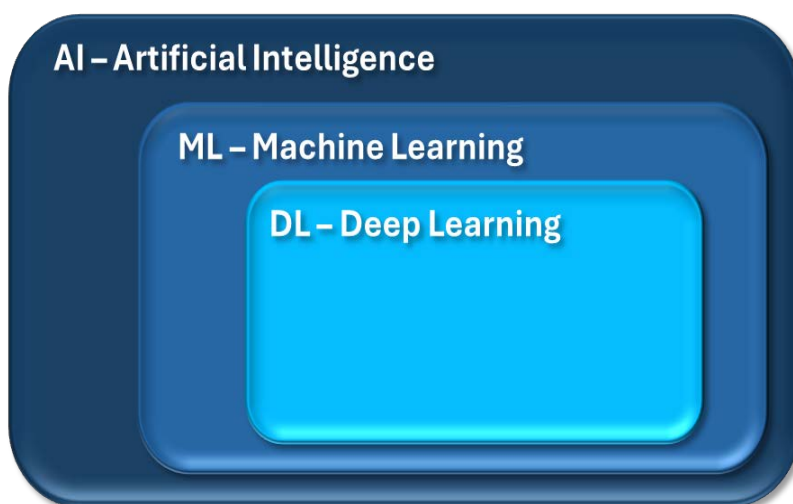 AI – Artificial Intelligence
ML – Machine Learning
DL – Deep Learning